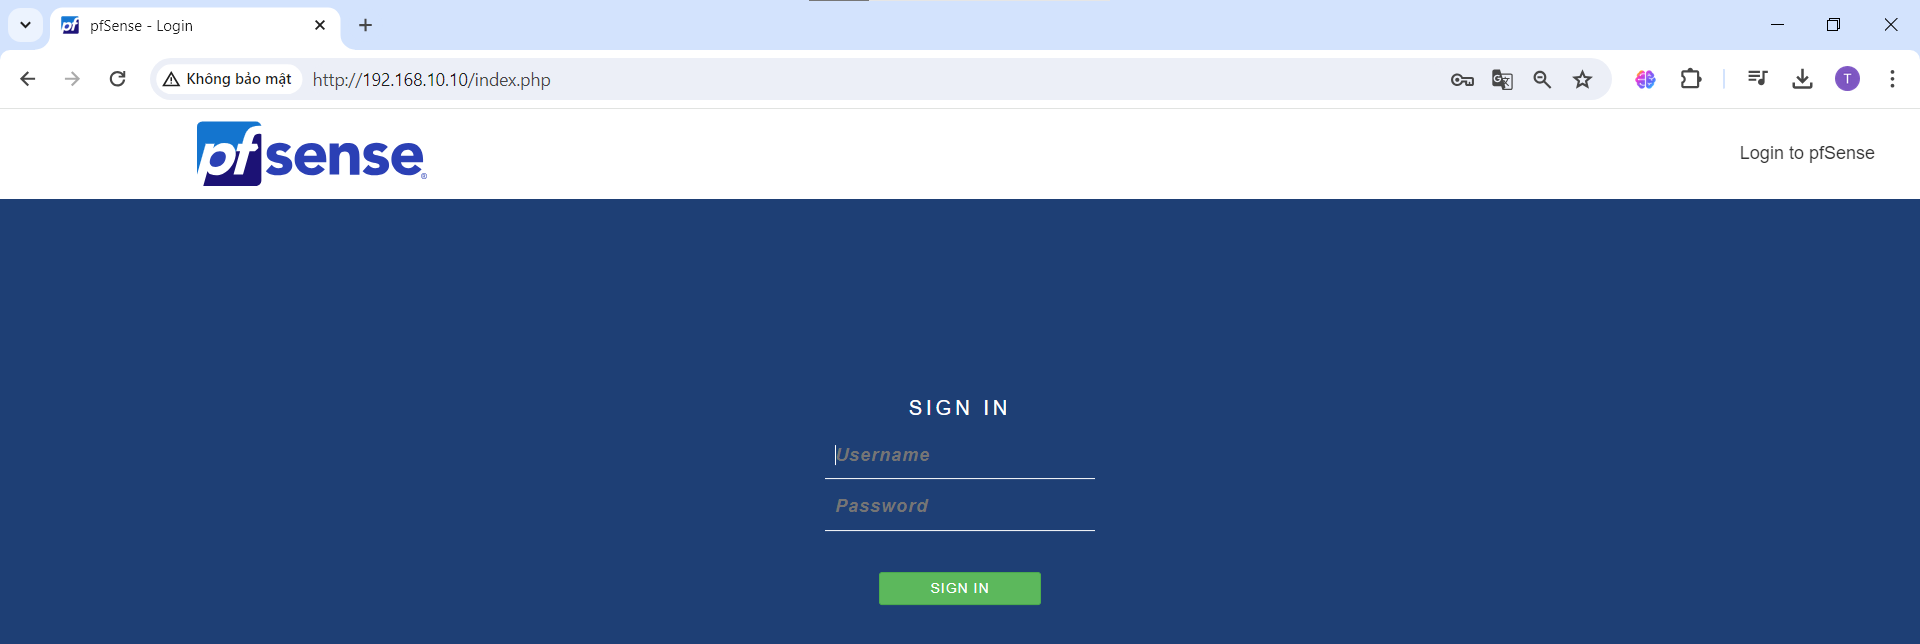 pfSense - Login
Không bảo mật http://192.168.10.10/index.php
T
pfsense
Login to pfSense
SIGN IN
Username
Password
SIGN IN